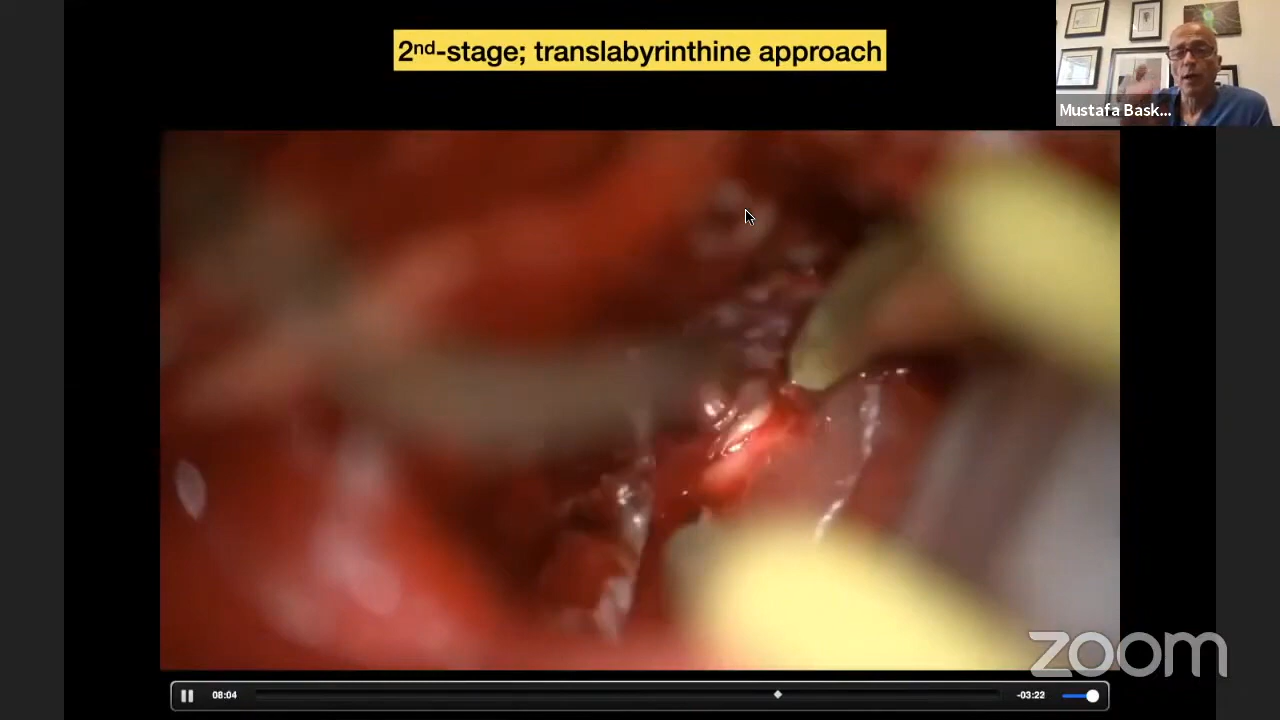 2nd-stage; translabyrinthine approach
Mustafa Bask...
zoom
08:04
-03:22